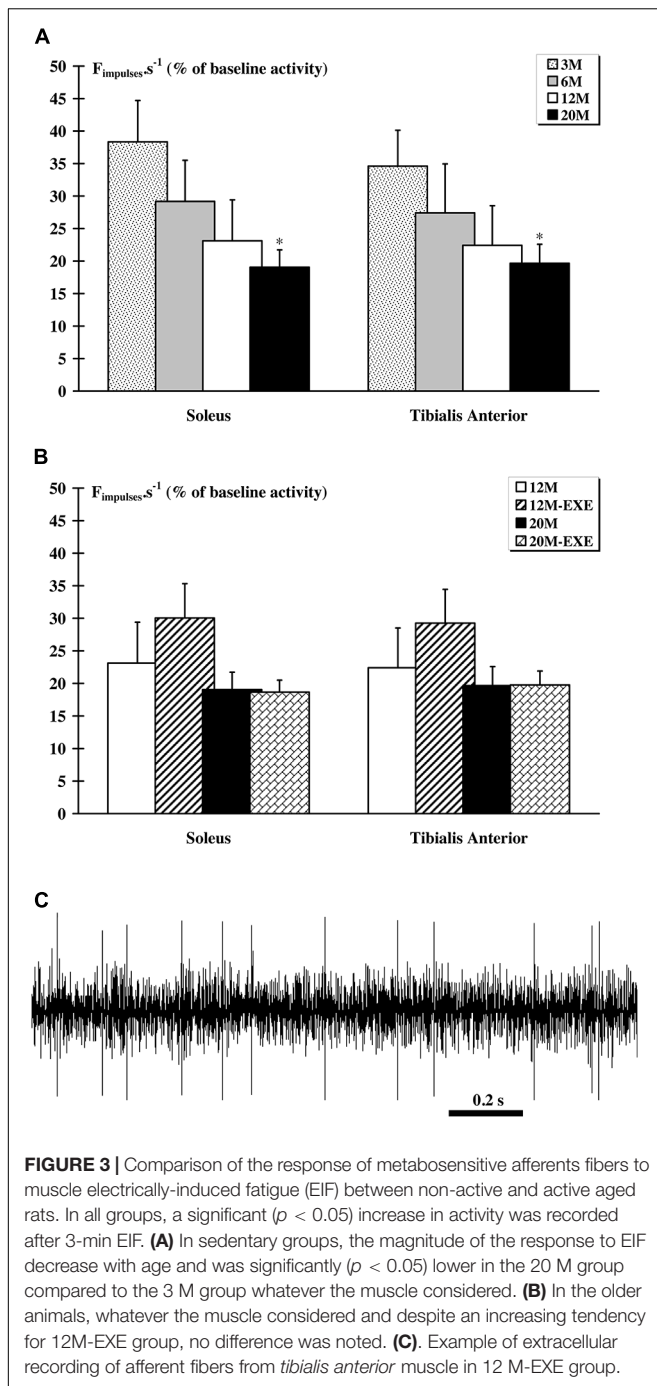 A
F_impulses.s⁻¹ (% of baseline activity)
3M
6M
12M
20M
50
45
40
35
30
25
20
15
10
5
0
*
*
Soleus
Tibialis Anterior
B
F_impulses.s⁻¹ (% of baseline activity)
12M
12M-EXE
20M
20M-EXE
50
45
40
35
30
25
20
15
10
5
0
Soleus
Tibialis Anterior
C
0.2 s
FIGURE 3 | Comparison of the response of metabosensitive afferents fibers to
muscle electrically-induced fatigue (EIF) between non-active and active aged
rats. In all groups, a significant (p < 0.05) increase in activity was recorded
after 3-min EIF. (A) In sedentary groups, the magnitude of the response to EIF
decrease with age and was significantly (p < 0.05) lower in the 20 M group
compared to the 3 M group whatever the muscle considered. (B) In the older
animals, whatever the muscle considered and despite an increasing tendency
for 12M-EXE group, no difference was noted. (C). Example of extracellular
recording of afferent fibers from tibialis anterior muscle in 12 M-EXE group.